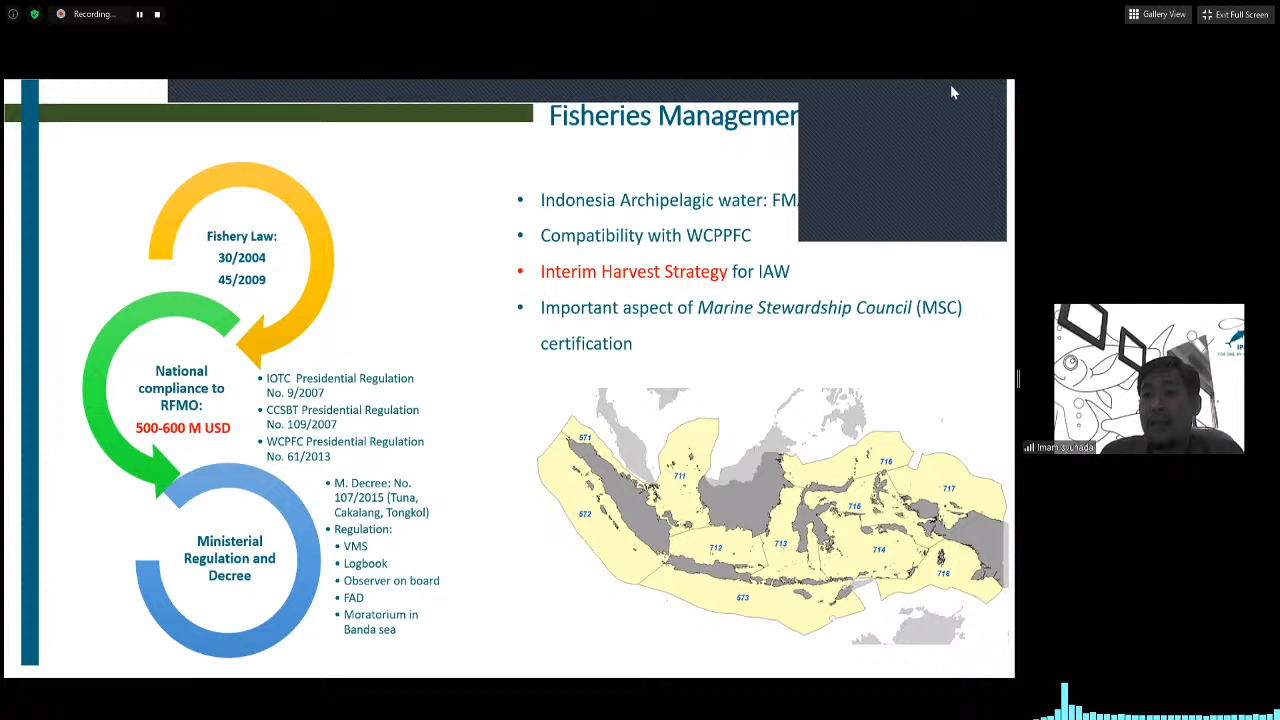 Recording...
Gallery View
Exit Full Screen
Fisheries Managemen
Fishery Law:
30/2004
45/2009
National
compliance to
RFMO:
500-600 M USD
• IOTC Presidential Regulation
No. 9/2007
• CCSBT Presidential Regulation
No. 109/2007
• WCPFC Presidential Regulation
No. 61/2013
Ministerial
Regulation and
Decree
• M. Decree: No.
107/2015 (Tuna,
Cakalang, Tongkol)
• Regulation:
• VMS
• Logbook
• Observer on board
• FAD
• Moratorium in
Banda sea
• Indonesia Archipelagic water: FMA
• Compatibility with WCPPFC
• Interim Harvest Strategy for IAW
• Important aspect of Marine Stewardship Council (MSC)
certification
571
711
716
717
572
715
712
713
714
718
573
Imam syuhada